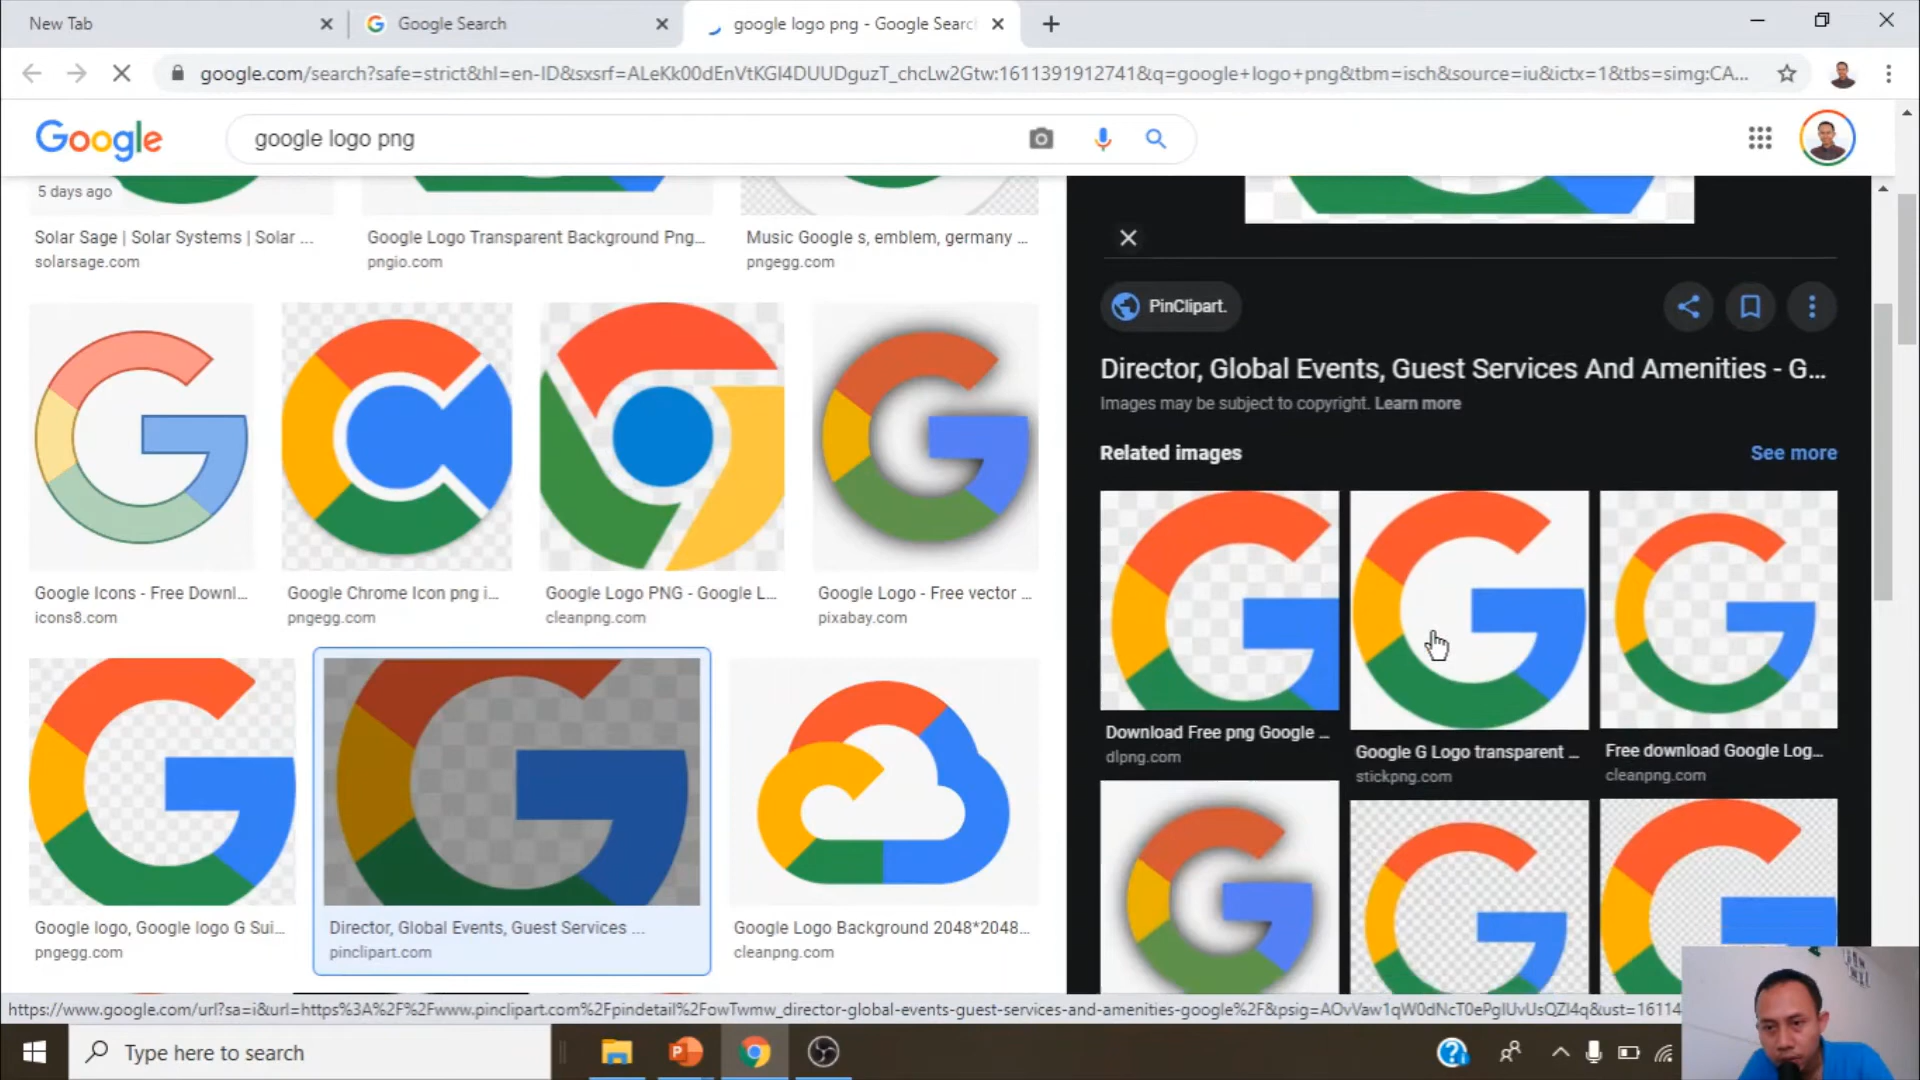 New Tab
Google Search
google logo png - Google Searc
google.com/search?safe=strict&hl=en-ID&sxsrf=ALeKk00dEnVtKGl4DUUDguzT_chcLw2Gtw:1611391912741&q=google+logo+png&tbm=isch&source=iu&ictx=1&tbs=simg:CA...
Google
google logo png
5 days ago
Solar Sage | Solar Systems | Solar ...
solarsage.com
Google Logo Transparent Background Png...
pngio.com
Music Google s, emblem, germany ...
pngegg.com
Google Icons - Free Downl...
icons8.com
Google Chrome Icon png i...
pngegg.com
Google Logo PNG - Google L...
cleanpng.com
Google Logo - Free vector ...
pixabay.com
Google logo, Google logo G Sui...
pngegg.com
Director, Global Events, Guest Services ...
pinclipart.com
Google Logo Background 2048*2048...
cleanpng.com
PinClipart.
Director, Global Events, Guest Services And Amenities - G...
Images may be subject to copyright. Learn more
Related images
See more
Download Free png Google ...
dlpng.com
Google G Logo transparent ...
stickpng.com
Free download Google Log...
cleanpng.com
https://www.google.com/url?sa=i&url=https%3A%2F%2Fwww.pinclipart.com%2Fpindetail%2FowTwmw_director-global-events-guest-services-and-amenities-google%2F&psig=AOvVaw1qW0dNcT0ePgIUvUsQZl4q&ust=16114
Type here to search